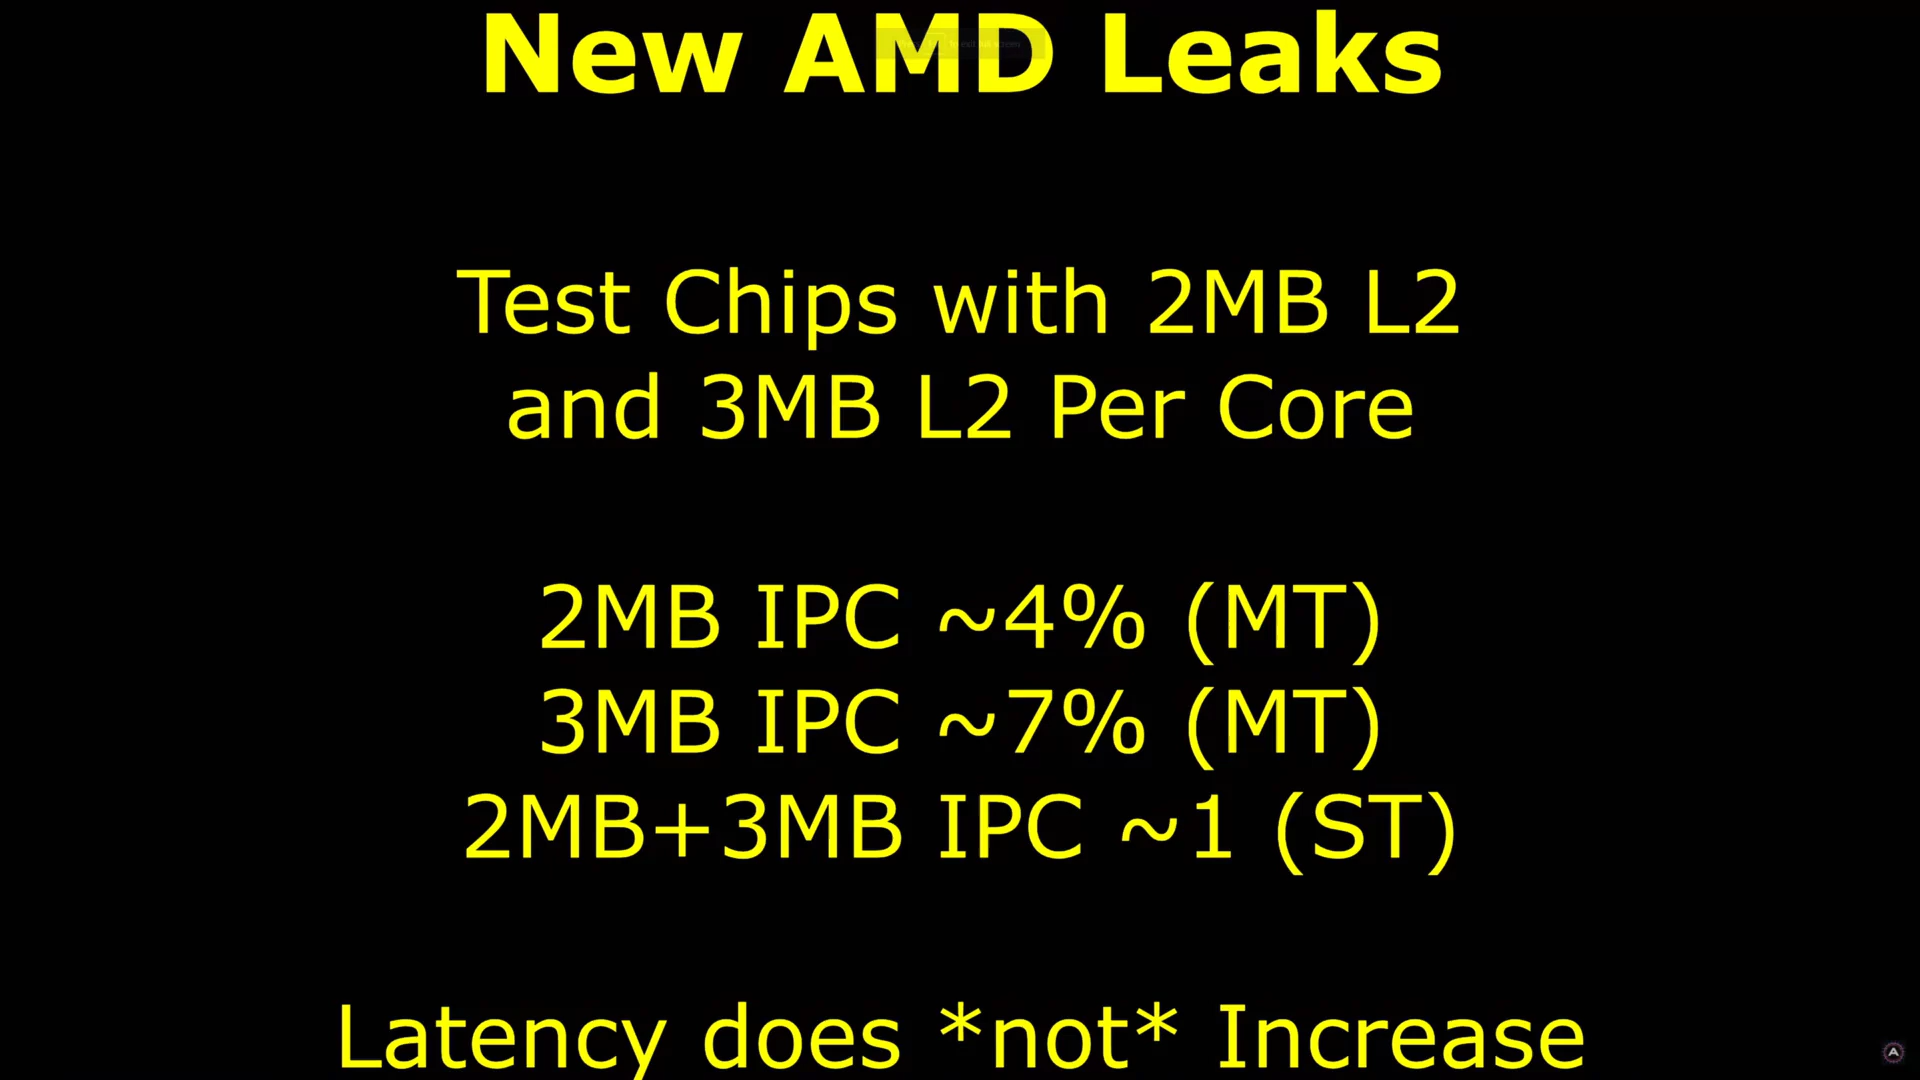 New AMD Leaks
Test Chips with 2MB L2
and 3MB L2 Per Core
2MB IPC ~4% (MT)
3MB IPC ~7% (MT)
2MB+3MB IPC ~1 (ST)
Latency does *not* Increase
A